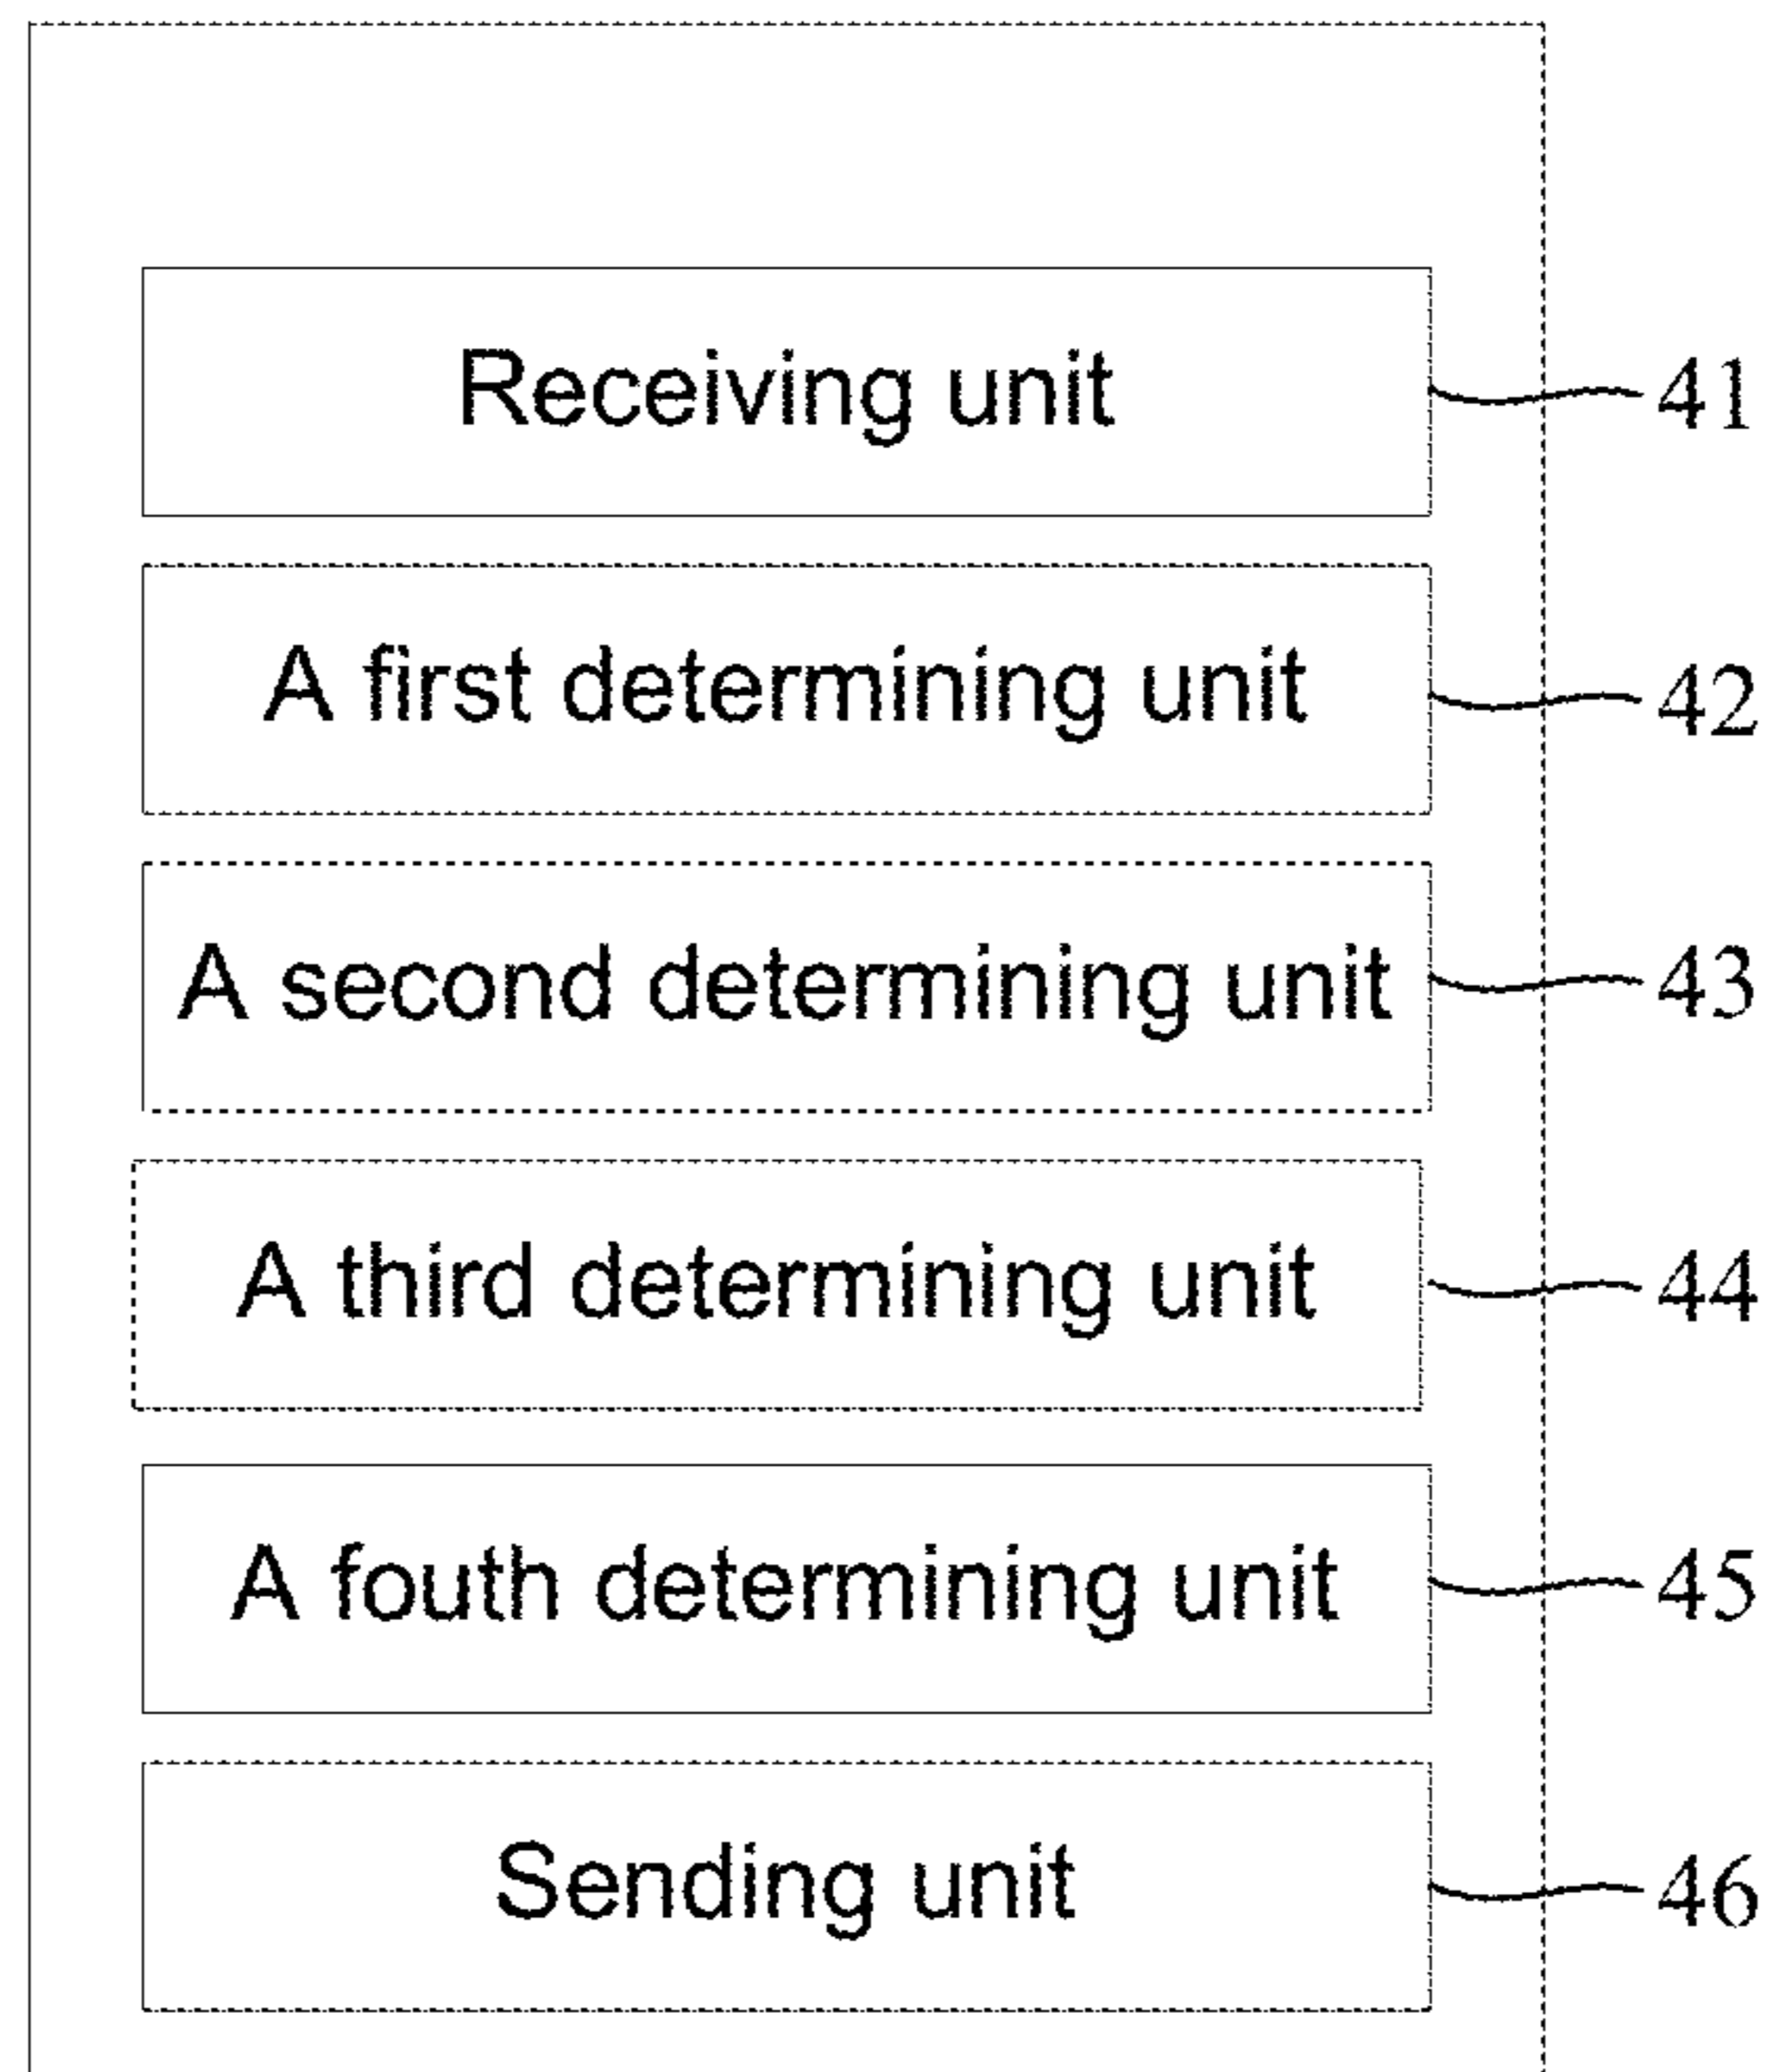 Receiving unit 41
A first determining unit 42
A second determining unit 43
A third determining unit 44
A fouth determining unit 45
Sending unit 46